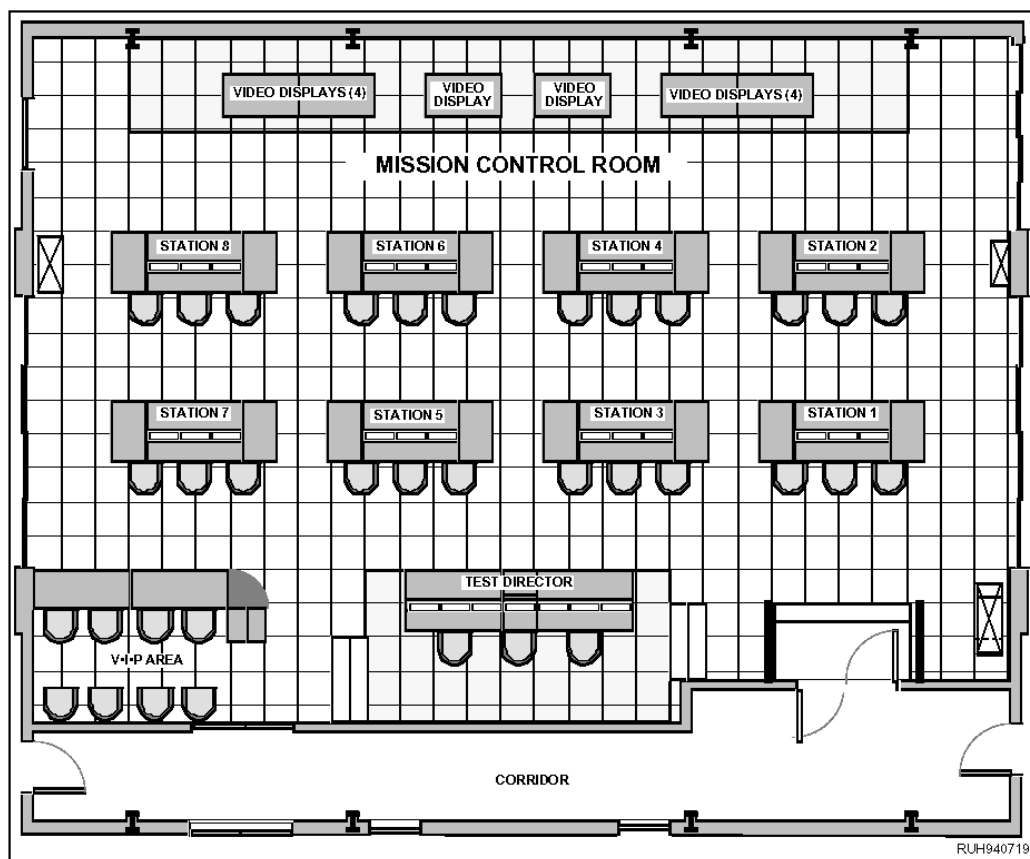 VIDEO DISPLAYS (4)
VIDEO
DISPLAY
VIDEO
DISPLAY
VIDEO DISPLAYS (4)
MISSION CONTROL ROOM
STATION 8
STATION 6
STATION 4
STATION 2
STATION 7
STATION 5
STATION 3
STATION 1
TEST DIRECTOR
V·I·P AREA
CORRIDOR
RUH940719